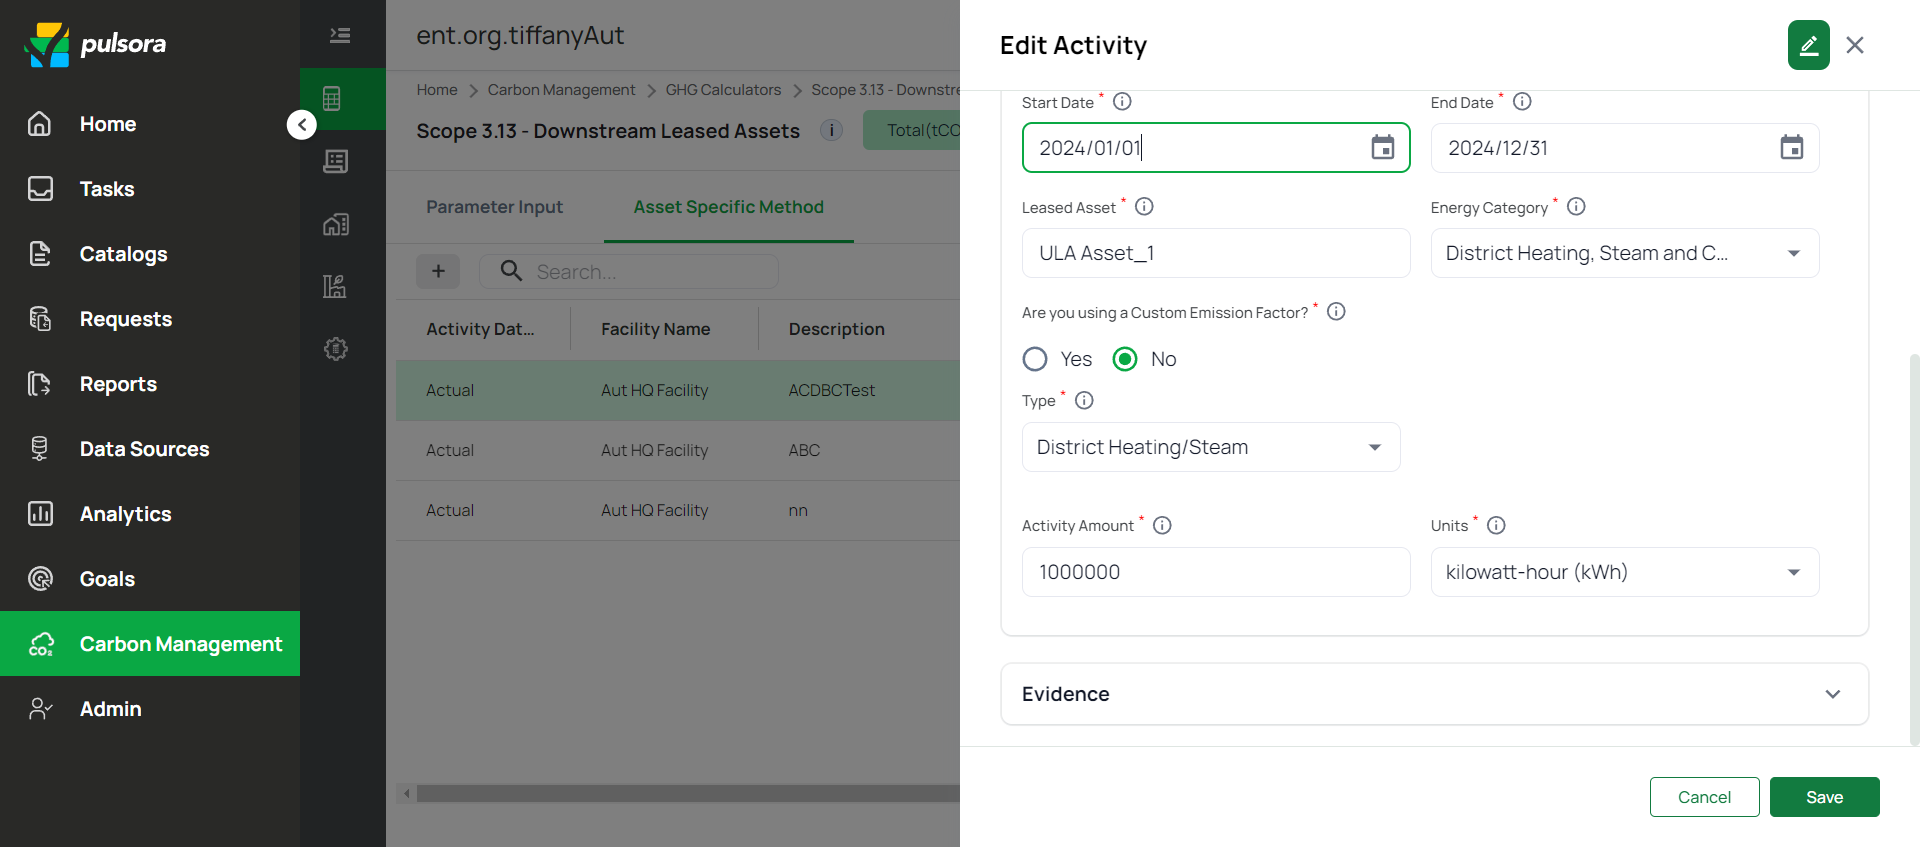 pulsora
Home
Tasks
Catalogs
Requests
Reports
Data Sources
Analytics
Goals
Carbon Management
Admin
ent.org.tiffanyAut
Home > Carbon Management > GHG Calculators > Scope 3.13 - Downstre
Scope 3.13 - Downstream Leased Assets
Total(tCO
Parameter Input
Asset Specific Method
+
Search...
Activity Dat... Facility Name Description
Actual Aut HQ Facility ACDBCTest
Actual Aut HQ Facility ABC
Actual Aut HQ Facility nn
Edit Activity
Start Date * End Date *
2024/01/01 2024/12/31
Leased Asset * Energy Category *
ULA Asset_1 District Heating, Steam and C...
Are you using a Custom Emission Factor? *
Yes No
Type *
District Heating/Steam
Activity Amount * Units *
1000000 kilowatt-hour (kWh)
Evidence
Cancel Save